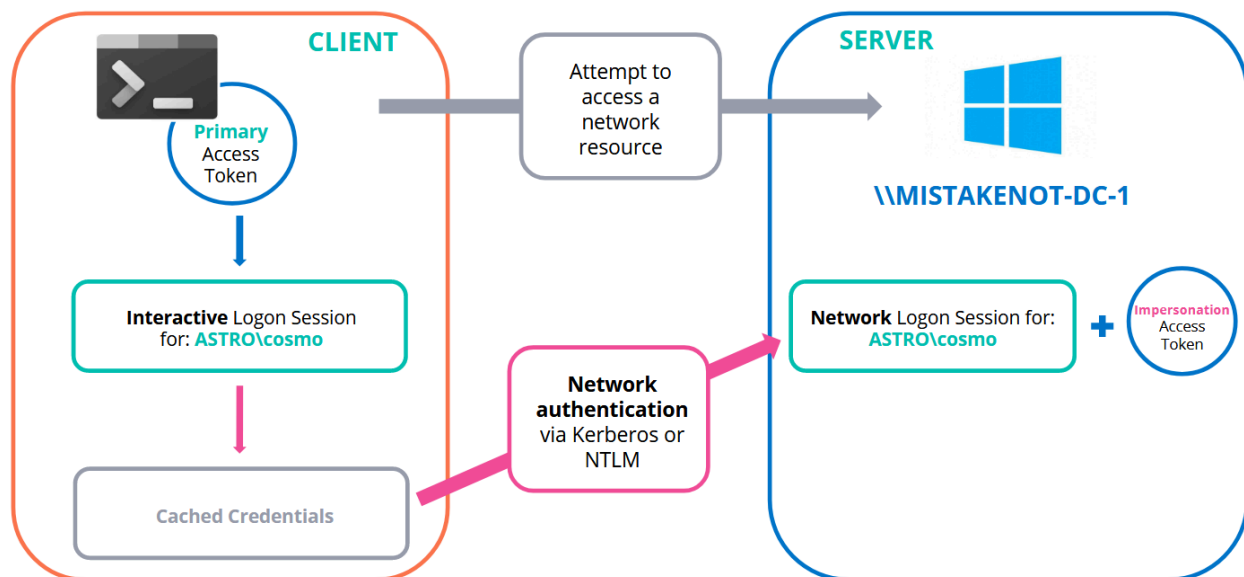 CLIENT
Primary
Access
Token
Interactive Logon Session
for: ASTRO\cosmo
Cached Credentials
Attempt to
access a
network
resource
Network
authentication
via Kerberos or
NTLM
SERVER
\\MISTAKENOT-DC-1
Network Logon Session for:
ASTRO\cosmo
Impersonation
Access
Token